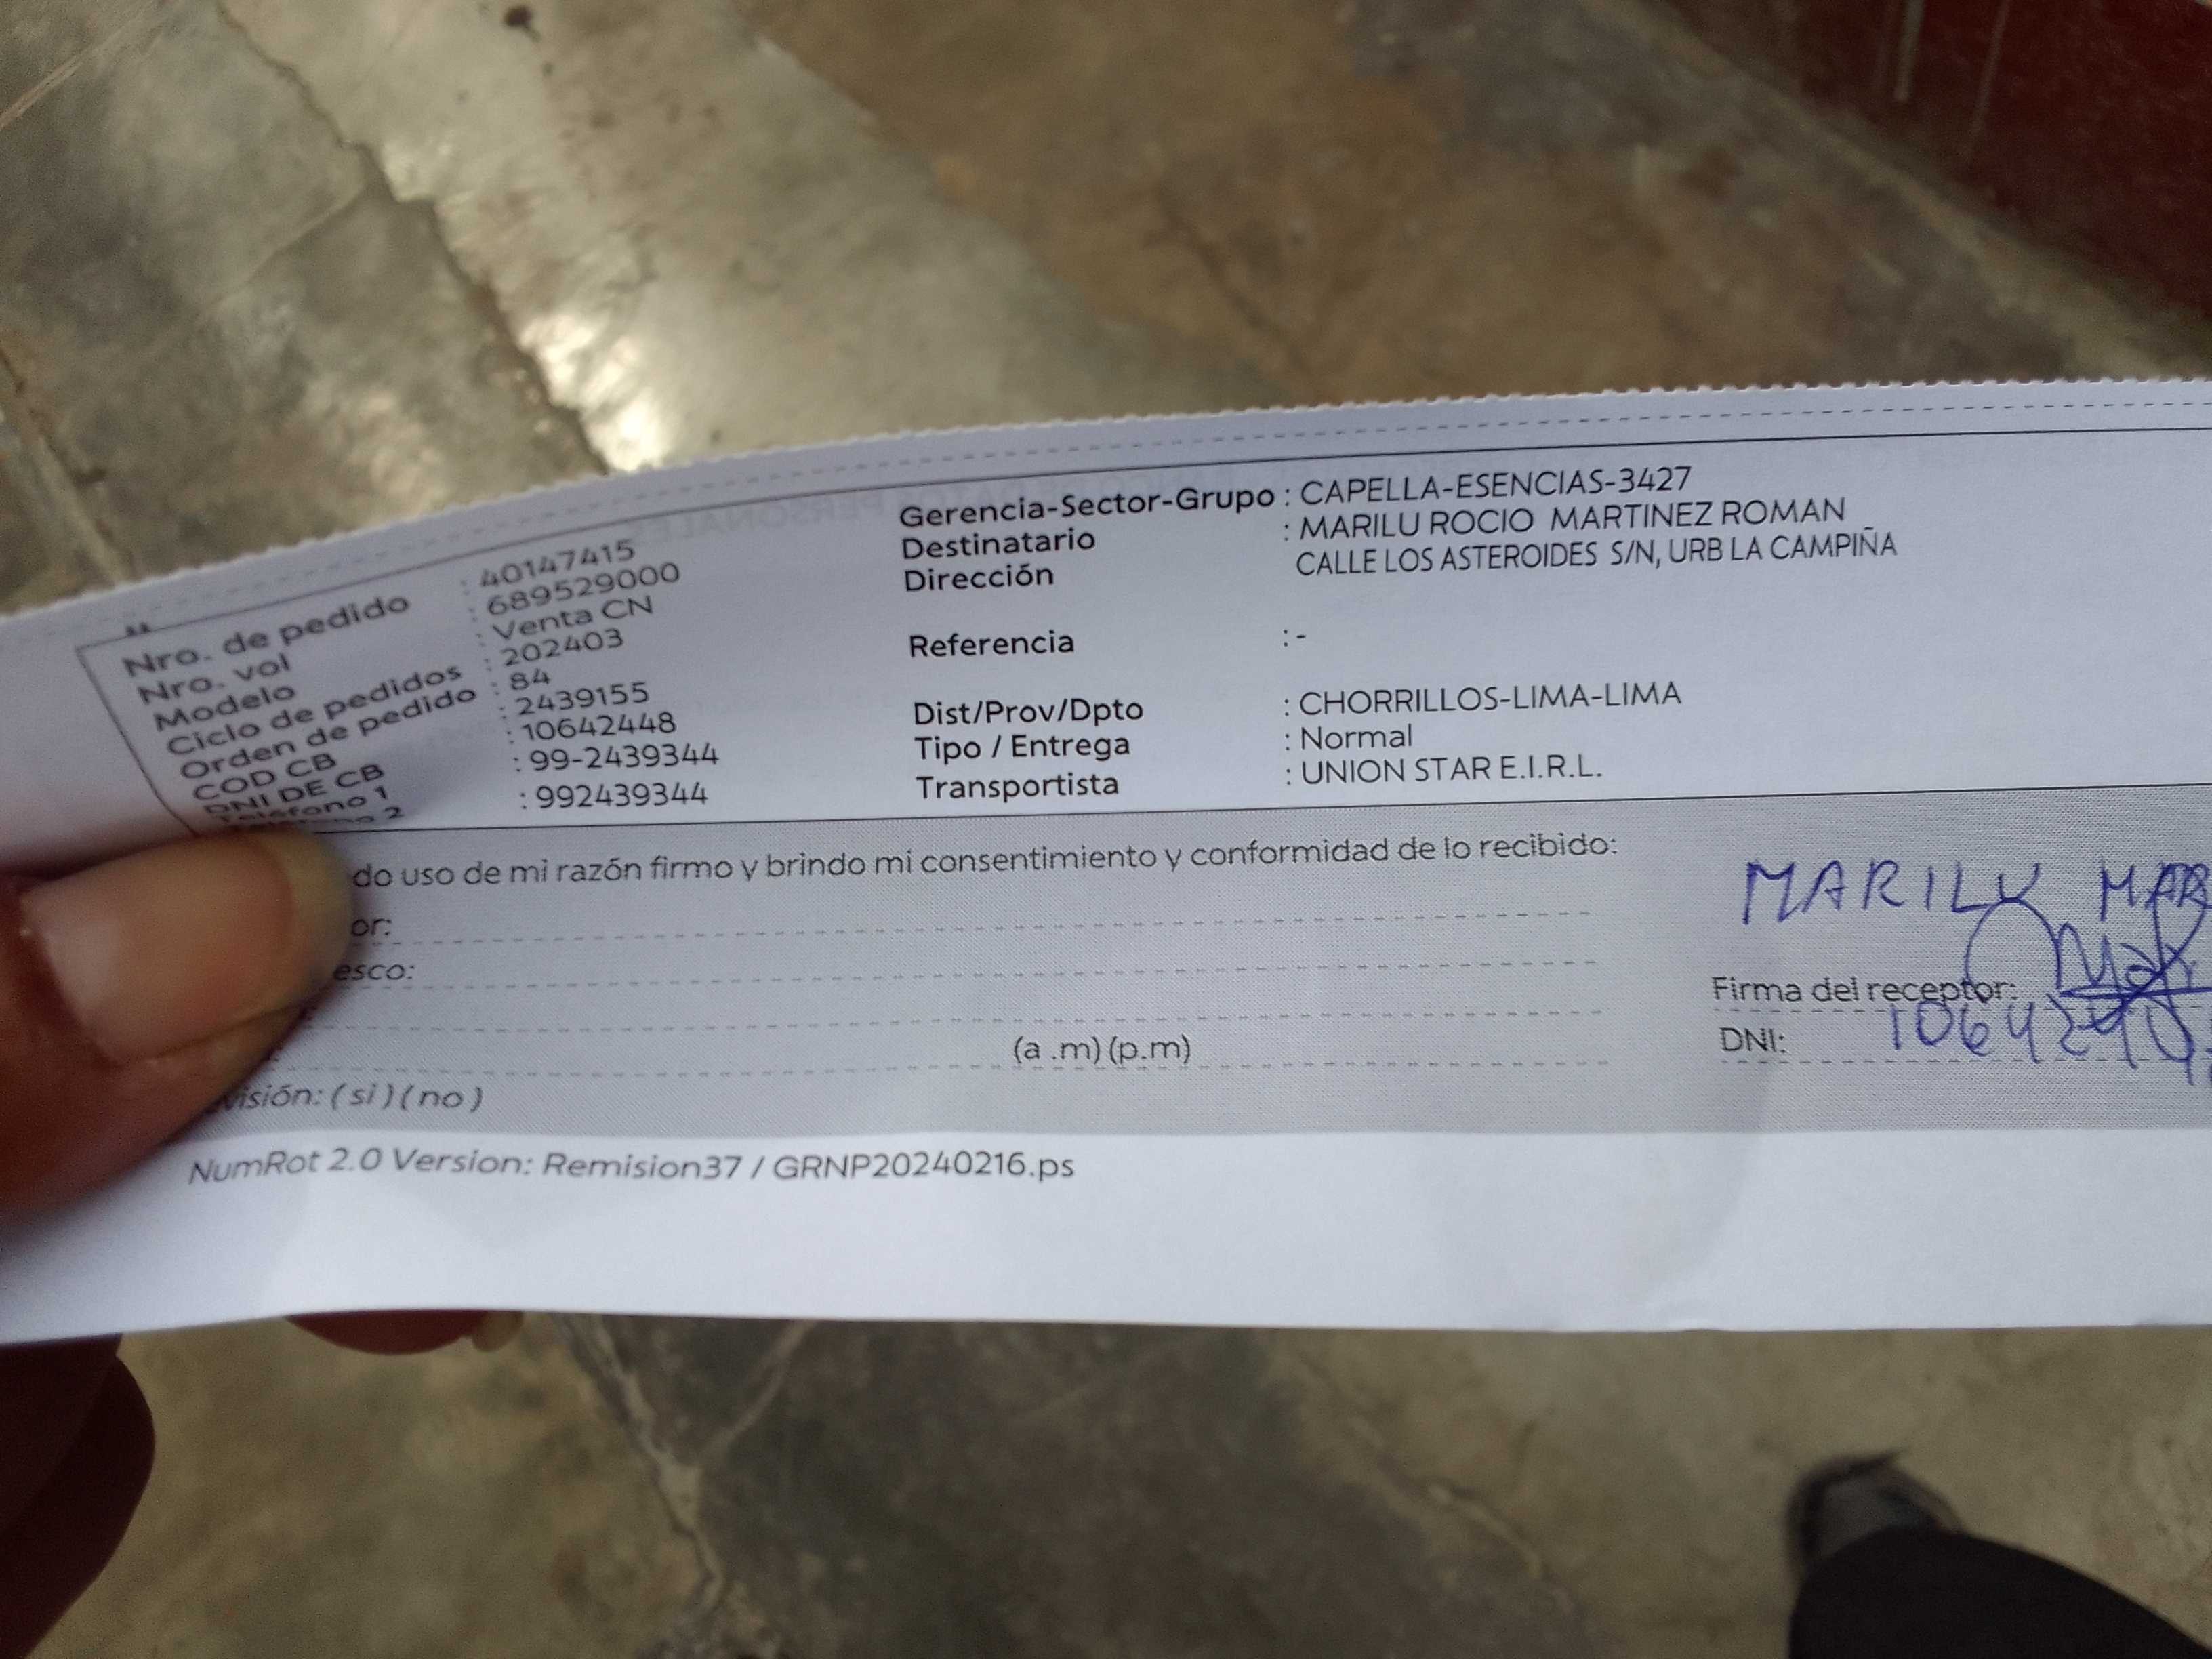 Nro. de pedido : 40147415
Nro. vol : 689529000
Modelo : Venta CN
Ciclo de pedidos : 202403
Orden de pedido : 84
COD CB : 2439155
DNI DE CB : 10642448
Teléfono 1 : 99-2439344
2 : 992439344
Gerencia-Sector-Grupo : CAPELLA-ESENCIAS-3427
Destinatario : MARILU ROCIO MARTINEZ ROMAN
Dirección CALLE LOS ASTEROIDES S/N, URB LA CAMPIÑA
Referencia : -
Dist/Prov/Dpto : CHORRILLOS-LIMA-LIMA
Tipo / Entrega : Normal
Transportista : UNION STAR E.I.R.L.
do uso de mi razón firmo y brindo mi consentimiento y conformidad de lo recibido:
or:
esco:
(a .m) (p.m)
visión: ( si ) ( no )
MARILU MAR
Firma del receptor:
DNI:
NumRot 2.0 Version: Remision37 / GRNP20240216.ps